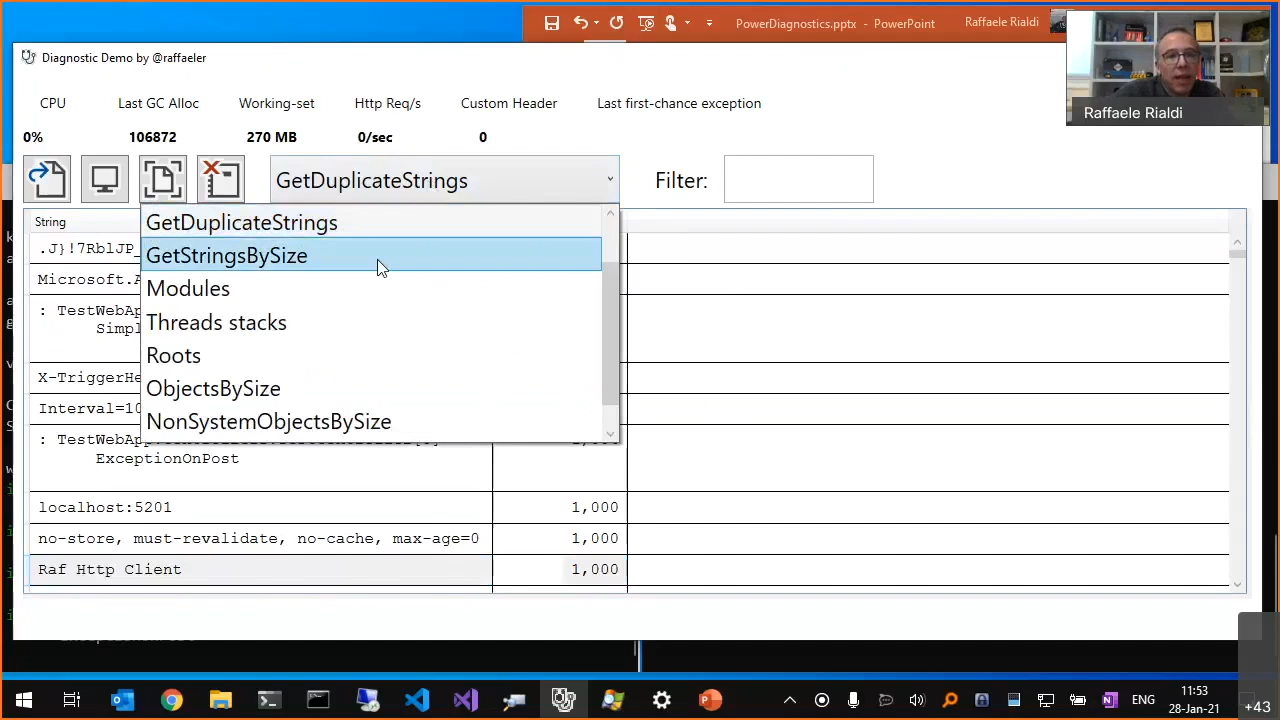 PowerDiagnostics.pptx - PowerPoint
Raffaele Rialdi
Diagnostic Demo by @raffaeler
Raffaele Rialdi
CPU Last GC Alloc Working-set Http Req/s Custom Header Last first-chance exception
0% 106872 270 MB 0/sec 0
GetDuplicateStrings
Filter:
String
GetDuplicateStrings
GetStringsBySize
Modules
Threads stacks
Roots
ObjectsBySize
NonSystemObjectsBySize
.J}!7RblJP_
Microsoft.A
: TestWebAp
Simpl
X-TriggerHe
Interval=10
: TestWebApp
ExceptionOnPost
localhost:5201 1,000
no-store, must-revalidate, no-cache, max-age=0 1,000
Raf Http Client 1,000
ENG
11:53
28-Jan-21
+43